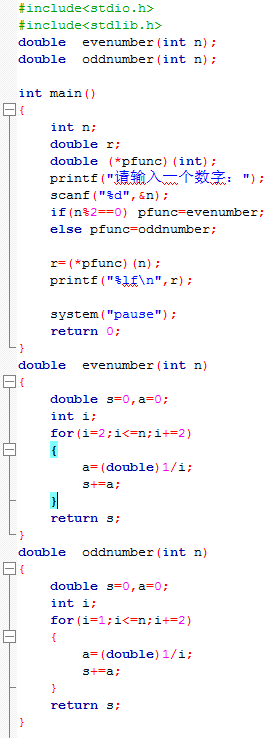 #include<stdio.h>
#include<stdlib.h>
double  evenumber(int n);
double  oddnumber(int n);
int main()
{
    int n;
    double r;
    double (*pfunc)(int);
    printf("请输入一个数字：");
    scanf("%d",&n);
    if(n%2==0) pfunc=evenumber;
    else pfunc=oddnumber;
    r=(*pfunc)(n);
    printf("%lf\n",r);
    system("pause");
    return 0;
}
double  evenumber(int n)
{
    double s=0,a=0;
    int i;
    for(i=2;i<=n;i+=2)
    {
        a=(double)1/i;
        s+=a;
    }
    return s;
}
double  oddnumber(int n)
{
    double s=0,a=0;
    int i;
    for(i=1;i<=n;i+=2)
    {
        a=(double)1/i;
        s+=a;
    }
    return s;
}